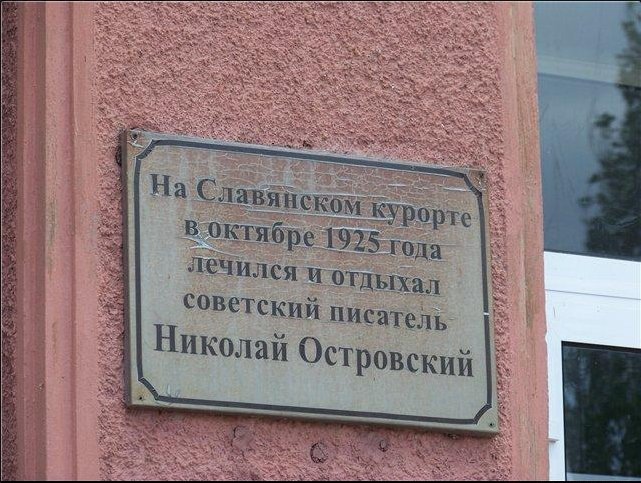 На Славянском курорте
в октябре 1925 года
лечился и отдыхал
советский писатель
Николай Островский